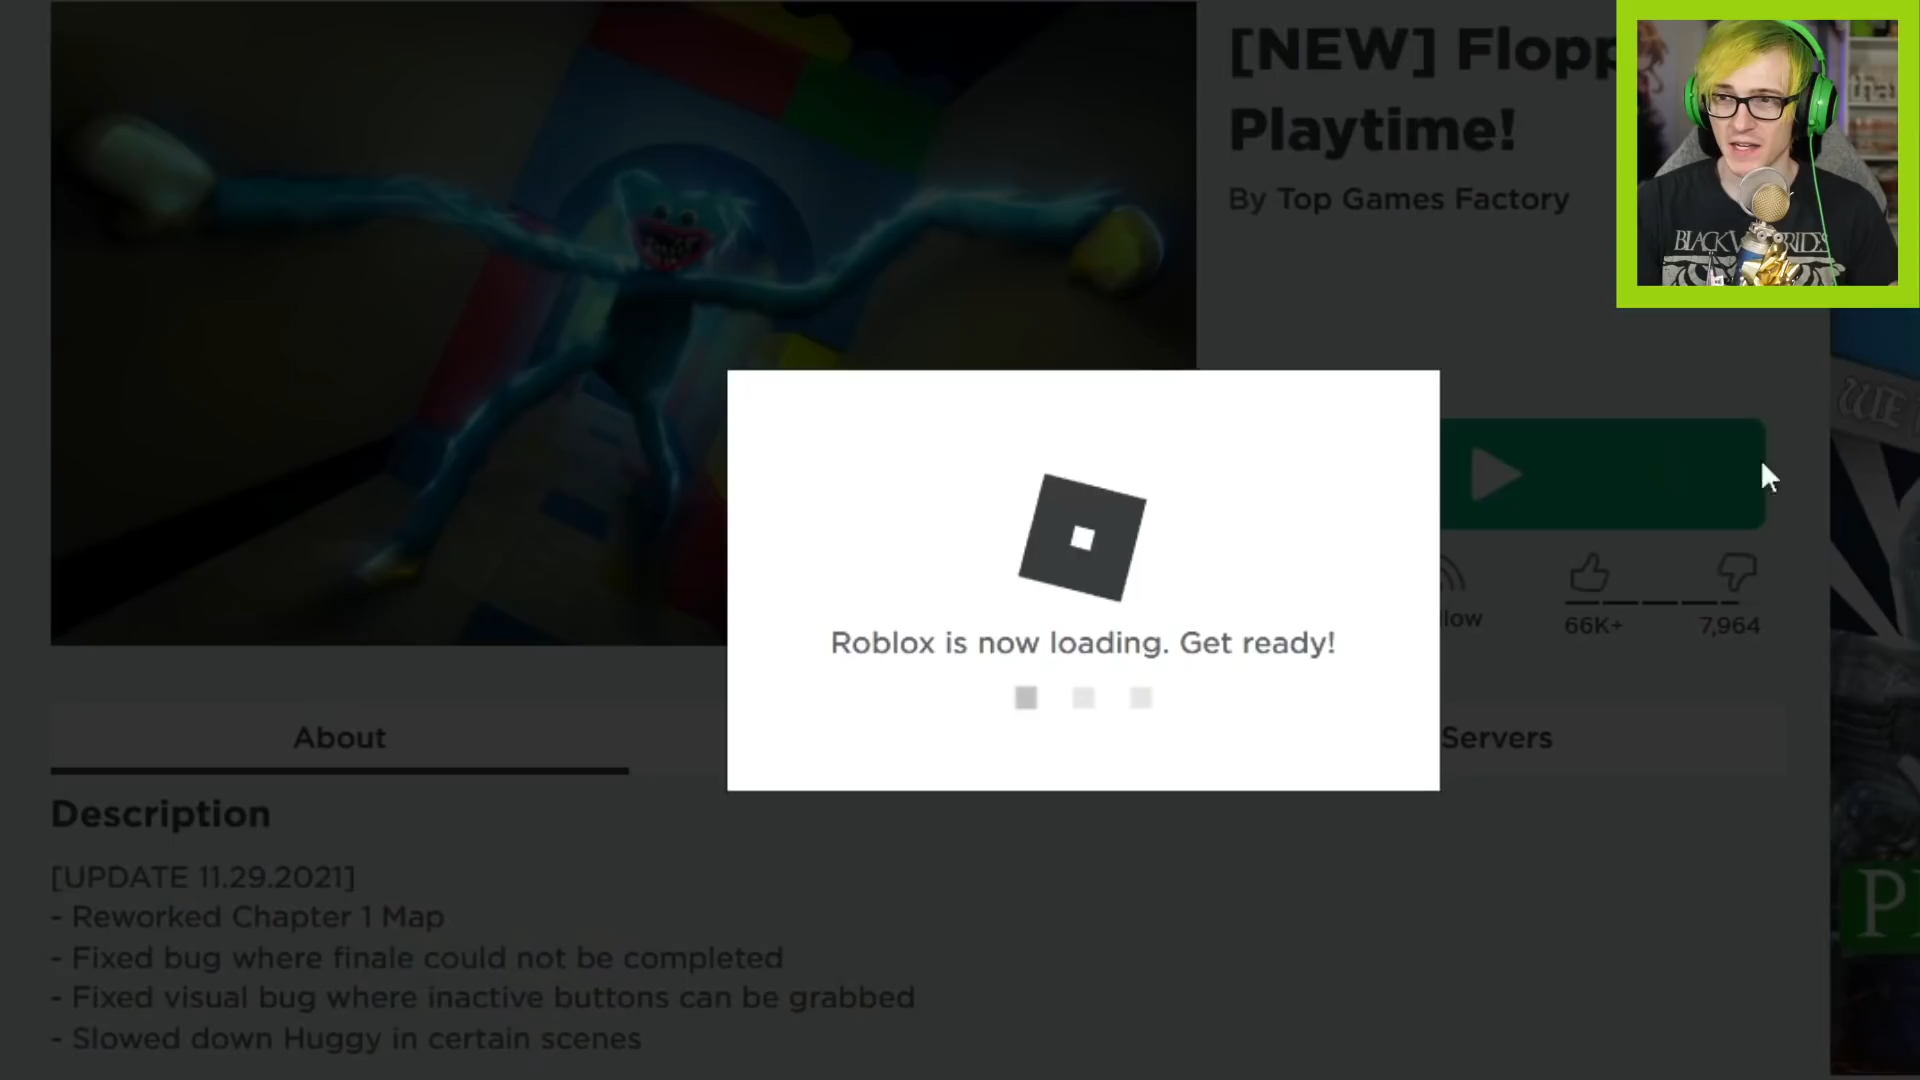 [NEW] Flopp
Playtime!
By Top Games Factory
Roblox is now loading. Get ready!
66K+
7,964
About
Servers
Description
[UPDATE 11.29.2021]
- Reworked Chapter 1 Map
- Fixed bug where finale could not be completed
- Fixed visual bug where inactive buttons can be grabbed
- Slowed down Huggy in certain scenes